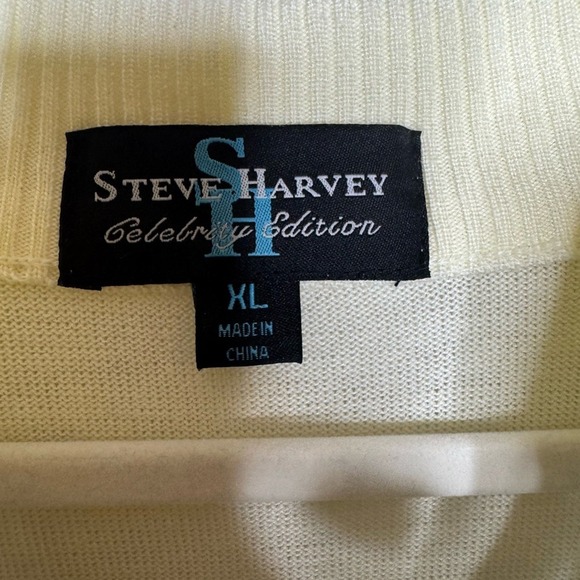 SH
STEVE HARVEY
Celebrity Edition
XL
MADE IN
CHINA